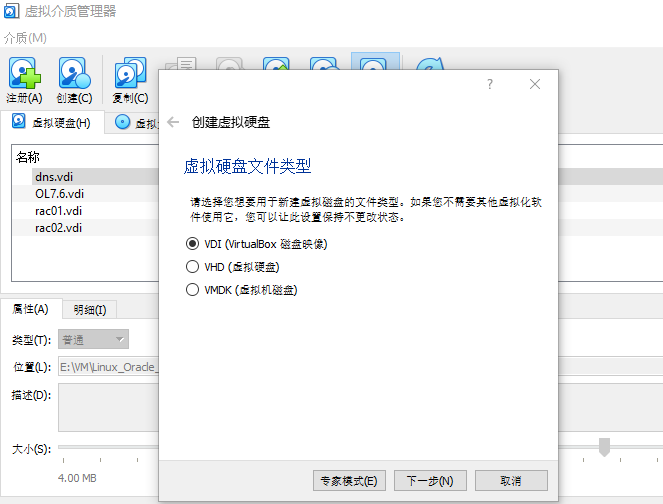 虚拟介质管理器
介质(M)
注册(A) 创建(C) 复制(C)
虚拟硬盘(H) 虚拟
名称
dns.vdi
OL7.6.vdi
rac01.vdi
rac02.vdi
属性(A) 明细(I)
类型(T): 普通
位置(L): E:\VM\Linux_Oracle_
描述(D):
大小(S):
4.00 MB
?
创建虚拟硬盘
虚拟硬盘文件类型
请选择您想要用于新建虚拟磁盘的文件类型。如果您不需要其他虚拟化软
件使用它，您可以让此设置保持不更改状态。
VDI (VirtualBox 磁盘映像)
VHD (虚拟硬盘)
VMDK (虚拟机磁盘)
专家模式(E) 下一步(N) 取消